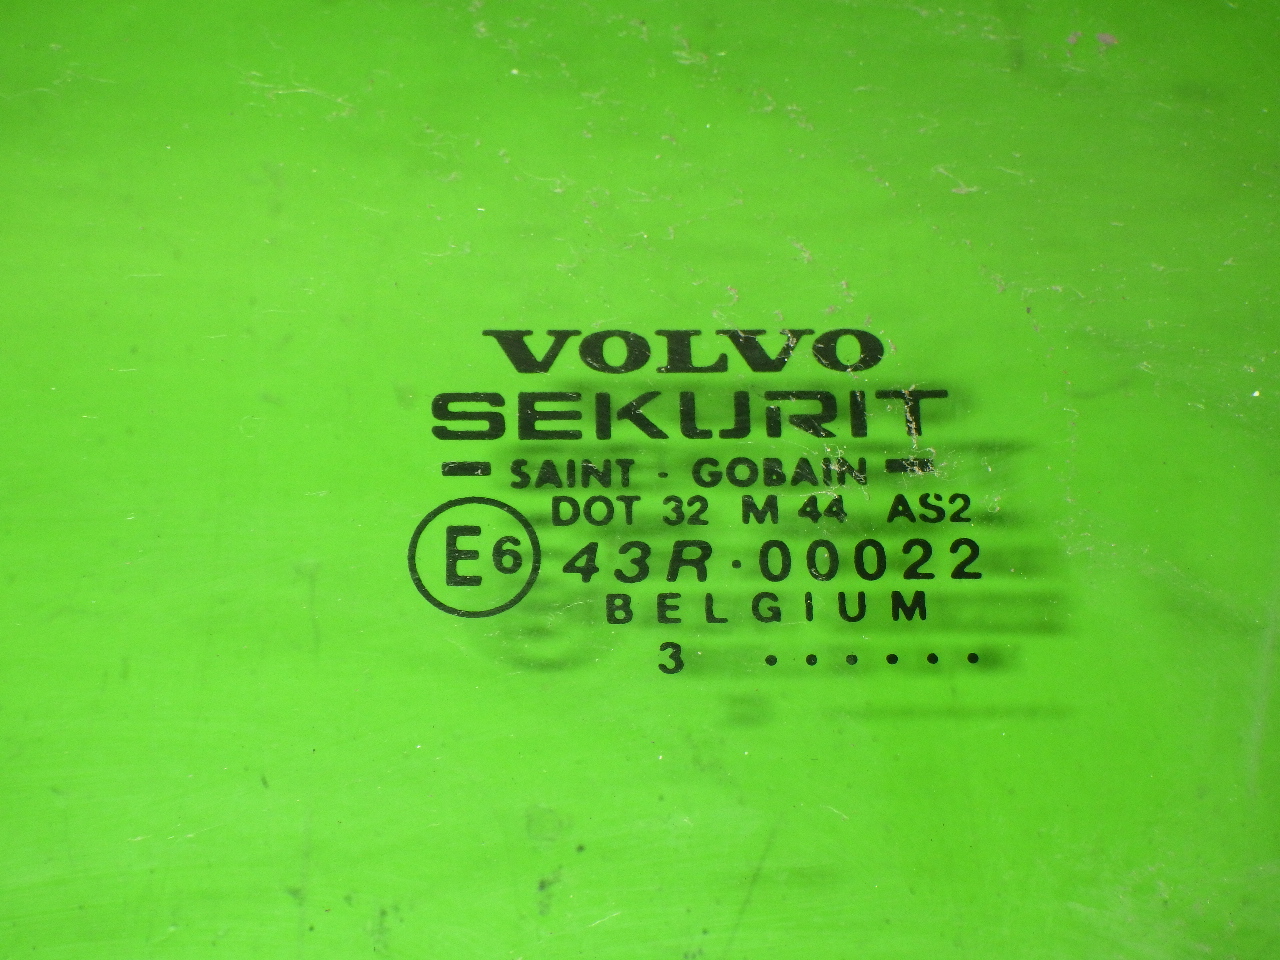 VOLVO
SEKURIT
SAINT - GOBAIN
DOT 32 M 44 AS2
E6 43R·00022
BELGIUM
3 ......